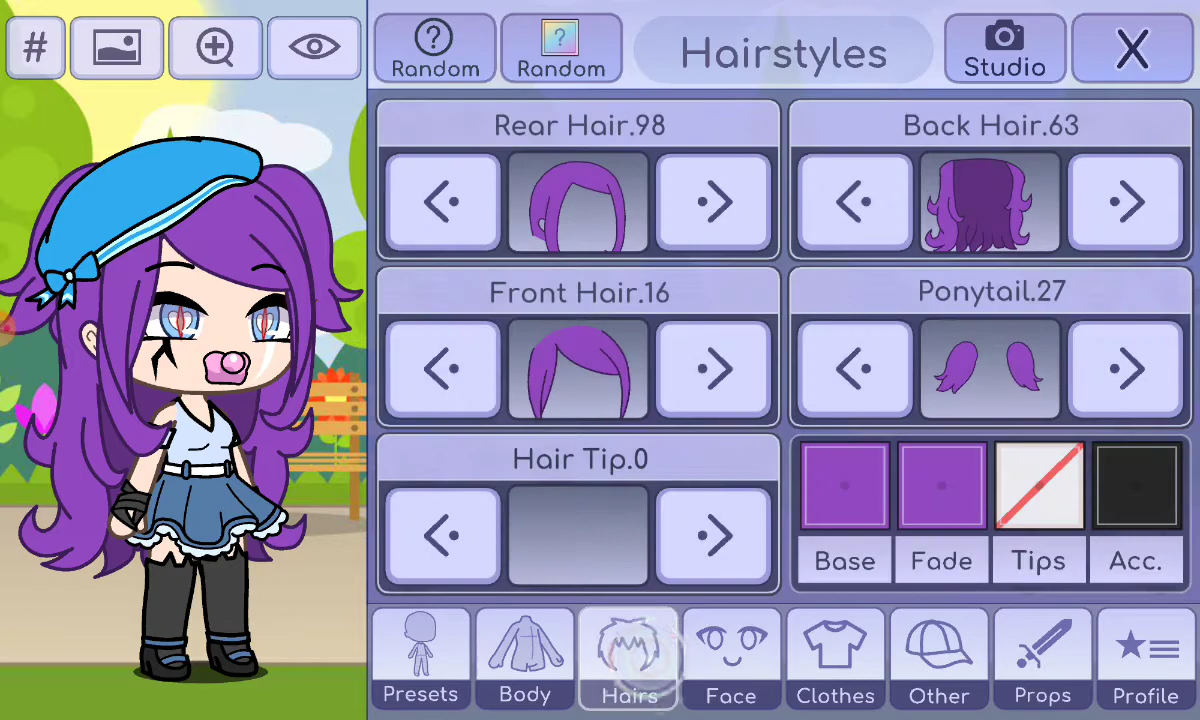 #
?
Random
?
Random
Hairstyles
Studio
X
Rear Hair.98
Back Hair.63
Front Hair.16
Ponytail.27
Hair Tip.0
Base
Fade
Tips
Acc.
Presets
Body
Hairs
Face
Clothes
Other
Props
Profile